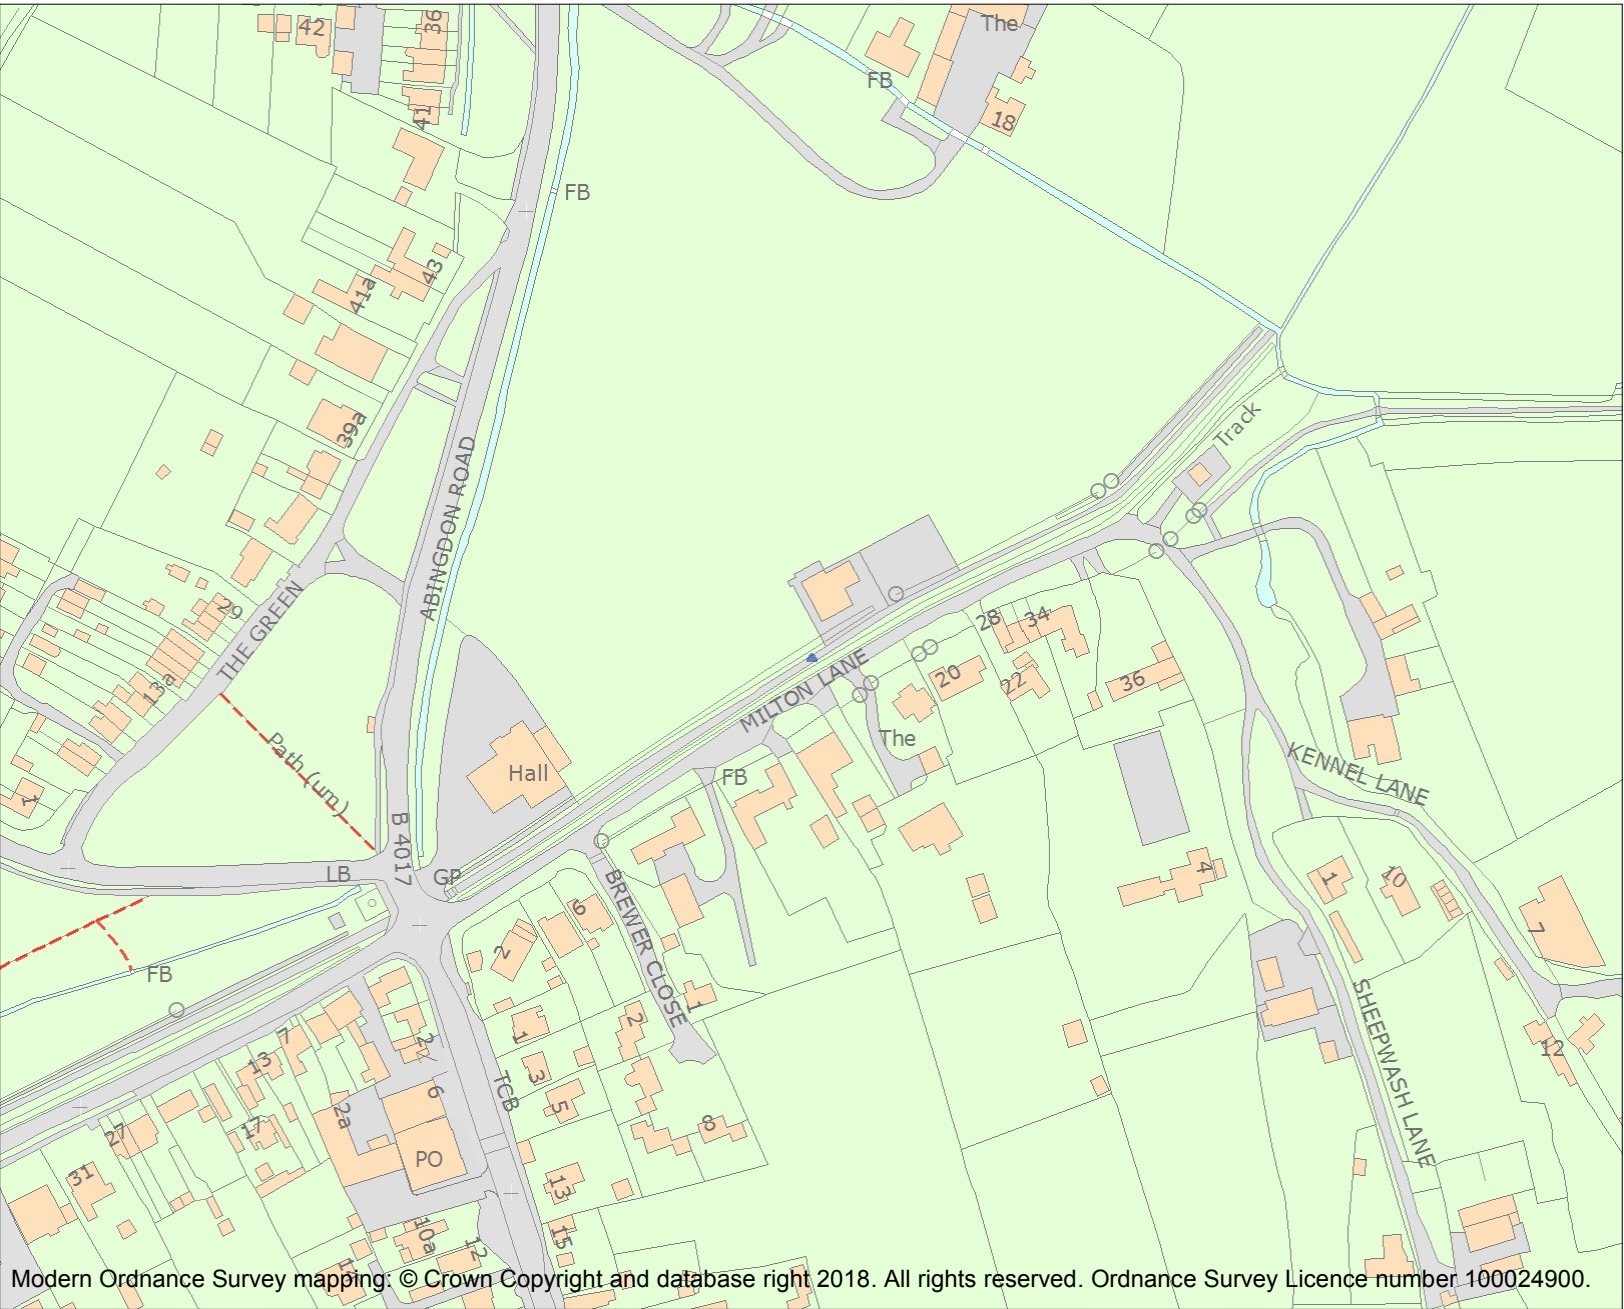 42
36
The
FB
41
18
FB
43
41a
39a
Track
ABINGDON ROAD
29
THE GREEN
28
34
MILTON LANE
20
22
36
13a
Path (um)
The
Hall
FB
KENNEL LANE
1
B 4017
LB
GP
BREWER CLOSE
6
4
1
10
2
7
FB
SHEEPWASH LANE
1
2
1
7
2
13
3
12
TCB
6
5
2a
17
27
8
PO
31
13
10a
12
15
Modern Ordnance Survey mapping: © Crown Copyright and database right 2018. All rights reserved. Ordnance Survey Licence number 100024900.